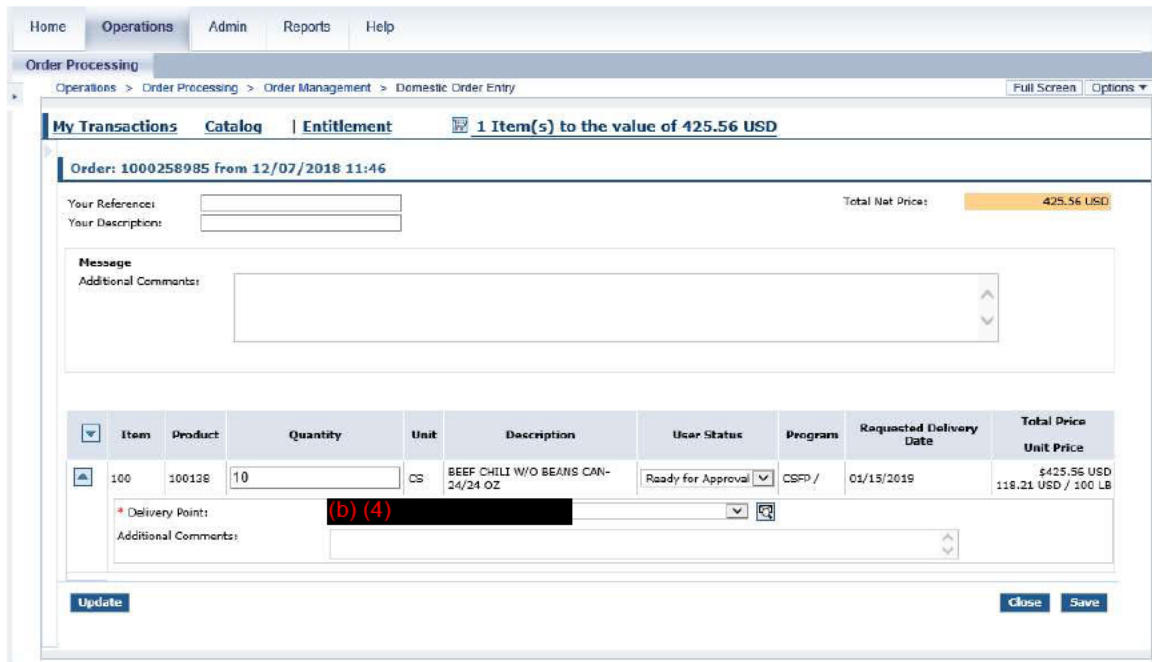 Home Operations Admin Reports Help
Order Processing
Operations > Order Processing > Order Management > Domestic Order Entry Full Screen Options
My Transactions Catalog | Entitlement 1 Item(s) to the value of 425.56 USD
Order: 1000258985 from 12/07/2018 11:46
Your Reference: Total Net Price: 425.56 USD
Your Description:
Message
Additional Comments:
Item Product Quantity Unit Description User Status Program Requested Delivery Date Total Price
Unit Price
100 100138 10 CS BEEF CHILI W/O BEANS CAN-24/24 OZ Ready for Approval CSFP / 01/15/2019 $425.56 USD
118.21 USD / 100 LB
* Delivery Point: (b) (4)
Additional Comments:
Update Close Save